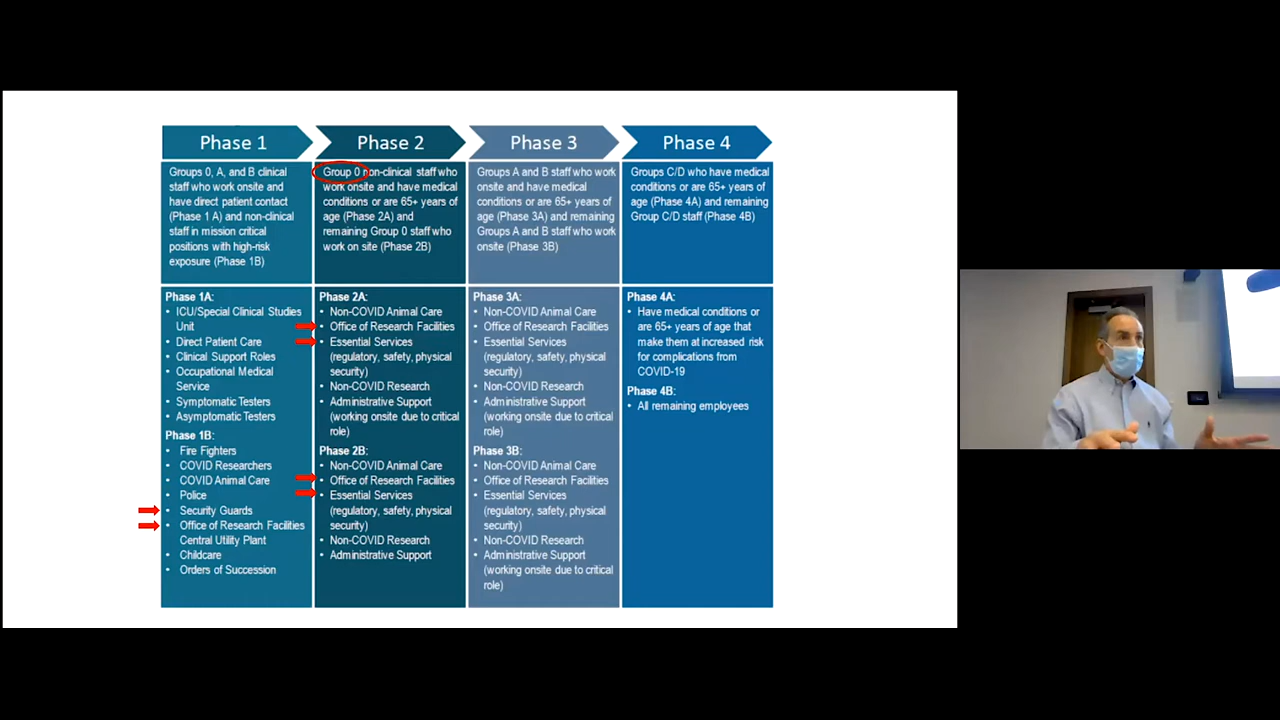 Phase 1
Phase 2
Phase 3
Phase 4
Groups 0, A, and B clinical
staff who work onsite and
have direct patient contact
(Phase 1 A) and non-clinical
staff in mission critical
positions with high-risk
exposure (Phase 1B)
Group 0 non-clinical staff who
work onsite and have medical
conditions or are 65+ years of
age (Phase 2A) and
remaining Group 0 staff who
work on site (Phase 2B)
Groups A and B staff who work
onsite and have medical
conditions or are 65+ years of
age (Phase 3A) and remaining
Groups A and B staff who work
onsite (Phase 3B)
Groups C/D who have medical
conditions or are 65+ years of
age (Phase 4A) and remaining
Group C/D staff (Phase 4B)
Phase 1A:
• ICU/Special Clinical Studies
Unit
• Direct Patient Care
• Clinical Support Roles
• Occupational Medical
Service
• Symptomatic Testers
• Asymptomatic Testers
Phase 1B:
• Fire Fighters
• COVID Researchers
• COVID Animal Care
• Police
• Security Guards
• Office of Research Facilities
Central Utility Plant
• Childcare
• Orders of Succession
Phase 2A:
• Non-COVID Animal Care
• Office of Research Facilities
• Essential Services
(regulatory, safety, physical
security)
• Non-COVID Research
• Administrative Support
(working onsite due to critical
role)
Phase 2B:
• Non-COVID Animal Care
• Office of Research Facilities
• Essential Services
(regulatory, safety, physical
security)
• Non-COVID Research
• Administrative Support
Phase 3A:
• Non-COVID Animal Care
• Office of Research Facilities
• Essential Services
(regulatory, safety, physical
security)
• Non-COVID Research
• Administrative Support
(working onsite due to critical
role)
Phase 3B:
• Non-COVID Animal Care
• Office of Research Facilities
• Essential Services
(regulatory, safety, physical
security)
• Non-COVID Research
• Administrative Support
(working onsite due to critical
role)
Phase 4A:
• Have medical conditions or
are 65+ years of age that
make them at increased risk
for complications from
COVID-19
Phase 4B:
• All remaining employees